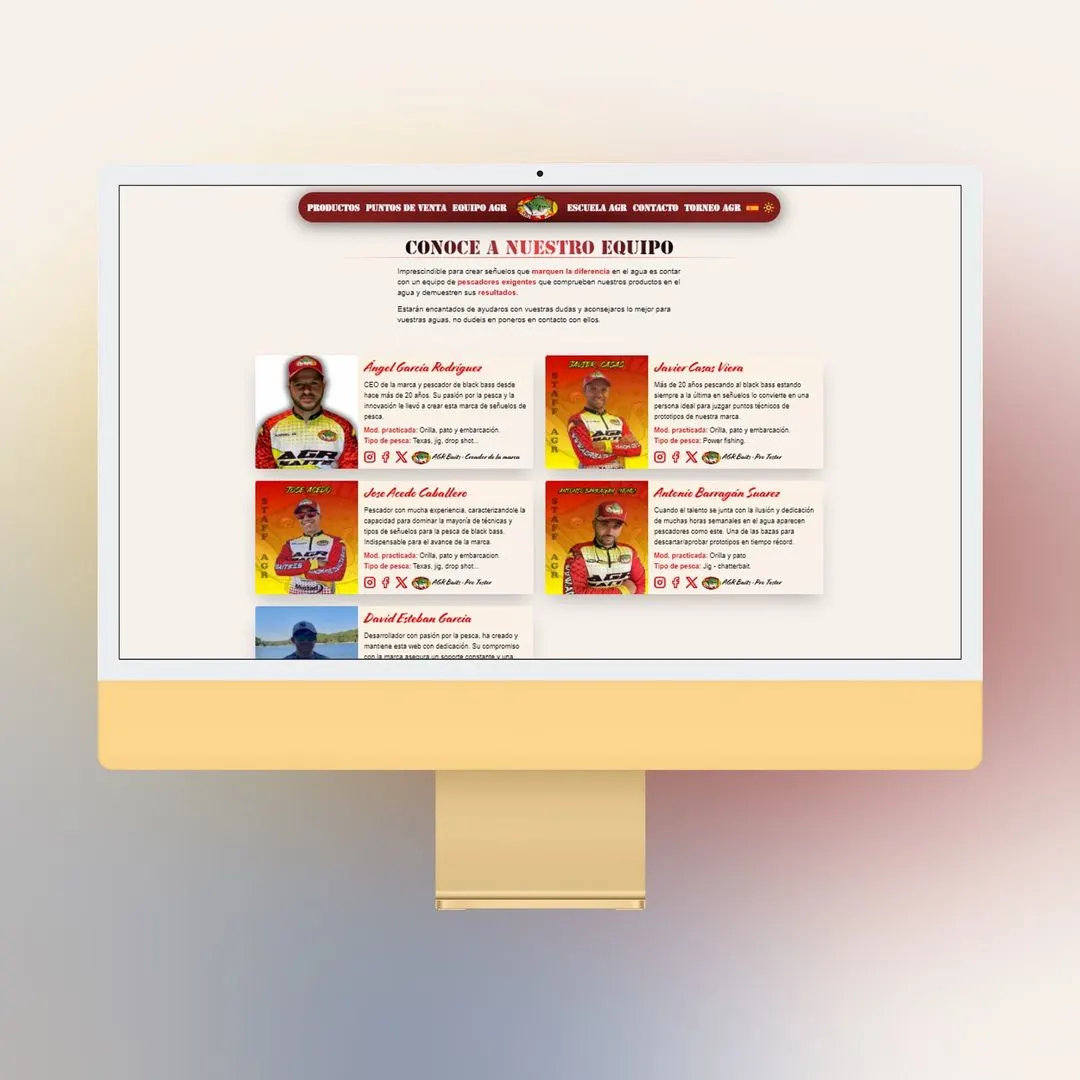 PRODUCTOS PUNTOS DE VENTA EQUIPO AGR ESCUELA AGR CONTACTO TORNEO AGR
CONOCE A NUESTRO EQUIPO
Imprescindible para crear señuelos que marquen la diferencia en el agua es contar
con un equipo de pescadores exigentes que comprueben nuestros productos en el
agua y demuestren sus resultados.
Estarán encantados de ayudaros con vuestras dudas y aconsejaros lo mejor para
vuestras aguas, no dudeis en poneros en contacto con ellos.
Ángel García Rodríguez
CEO de la marca y pescador de black bass desde
hace más de 20 años. Su pasión por la pesca y la
innovación le llevó a crear esta marca de señuelos de
pesca.
Mod. practicada: Orilla, pato y embarcación.
Tipo de pesca: Texas, jig, drop shot...
AGR Baits - Creador de la marca
AGR
BAITS
JAVIER CASAS
STAFF AGR
AGR
Javier Casas Viera
Más de 20 años pescando al black bass estando
siempre a la última en señuelos lo convierte en una
persona ideal para juzgar puntos técnicos de
prototipos de nuestra marca.
Mod. practicada: Orilla, pato y embarcación.
Tipo de pesca: Power fishing.
AGR Baits - Pro Tester
JOSE ACEDO
STAFF AGR
AGR
Jose Acedo Caballero
Pescador con mucha experiencia, caracterizandole la
capacidad para dominar la mayoría de técnicas y
tipos de señuelos para la pesca de black bass.
Indispensable para el avance de la marca.
Mod. practicada: Orilla, pato y embarcacion.
Tipo de pesca: Texas, jig, drop shot...
AGR Baits - Pro Tester
STAFF AGR
AGR
Antonio Barragán Suarez
Cuando el talento se junta con la ilusión y dedicación
de muchas horas semanales en el agua aparecen
pescadores como este. Una de las bazas para
descartar/aprobar prototipos en tiempo récord.
Mod. practicada: Orilla y pato
Tipo de pesca: Jig - chatterbait.
AGR Baits - Pro Tester
David Esteban García
Desarrollador con pasión por la pesca, ha creado y
mantiene esta web con dedicación. Su compromiso
con la marca asegura un soporte constante y una